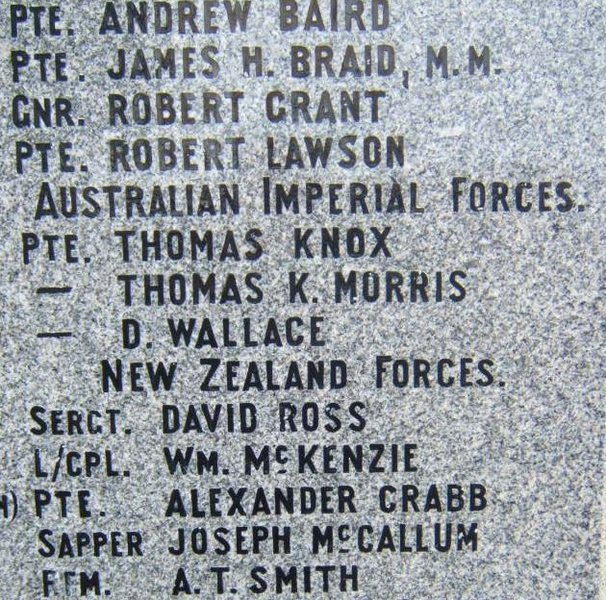 PTE. ANDREW BAIRD
PTE. JAMES H. BRAID, M.M.
GNR. ROBERT GRANT
PTE. ROBERT LAWSON
AUSTRALIAN IMPERIAL FORCES.
PTE. THOMAS KNOX
— THOMAS K. MORRIS
— D. WALLACE
NEW ZEALAND FORCES.
SERGT. DAVID ROSS
L/CPL. WM. McKENZIE
) PTE. ALEXANDER CRABB
SAPPER JOSEPH McCALLUM
RFM. A.T. SMITH